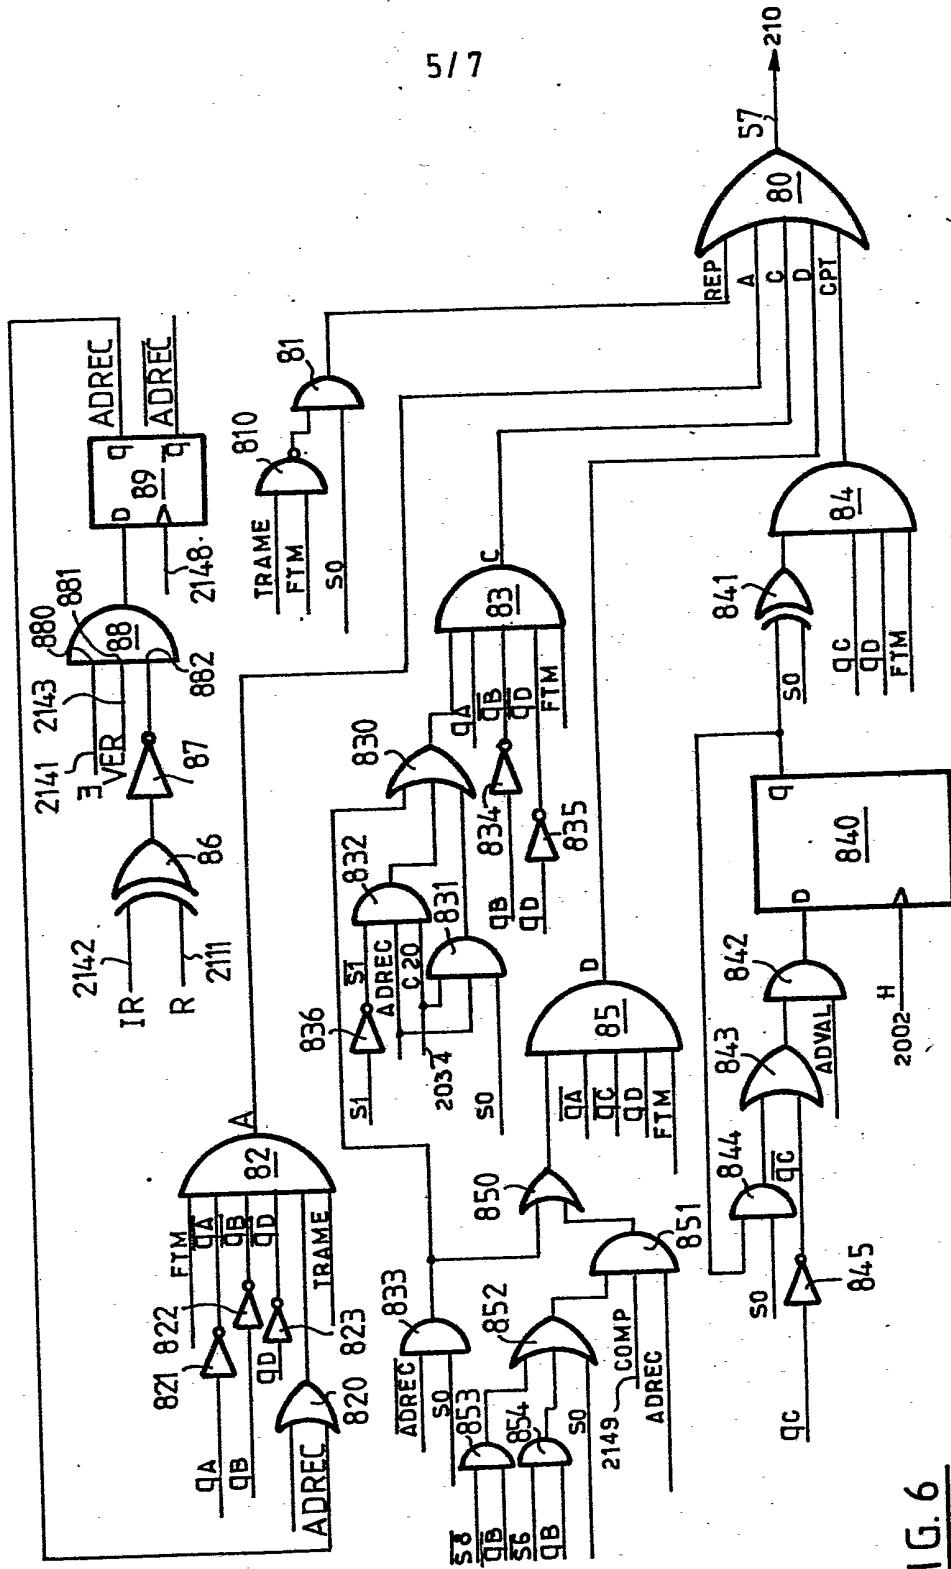 5/7
210
57
80
REP
A
C
D
CPT
ADREC
ADREC
q
q
89
D
2148
880
881
88
882
2143
2141
VER
87
86
2142
IR
R
2111
810
81
TRAME
FTM
S0
C
83
830
qA
qB
qD
FTM
832
831
834
835
qB
qD
S1
ADREC
C20
836
S1
2034
S0
A
82
FTM
qA
qB
qD
TRAME
822
821
823
qD
820
qA
qB
ADREC
D
85
qA
qC
qD
FTM
850
851
833
852
ADREC
S0
853
854
S0
COMP
2149
ADREC
S8
qB
S6
qB
84
841
S0
qC
qD
FTM
q
840
D
842
H
2002
843
ADVAL
844
qC
S0
845
qC
IG. 6